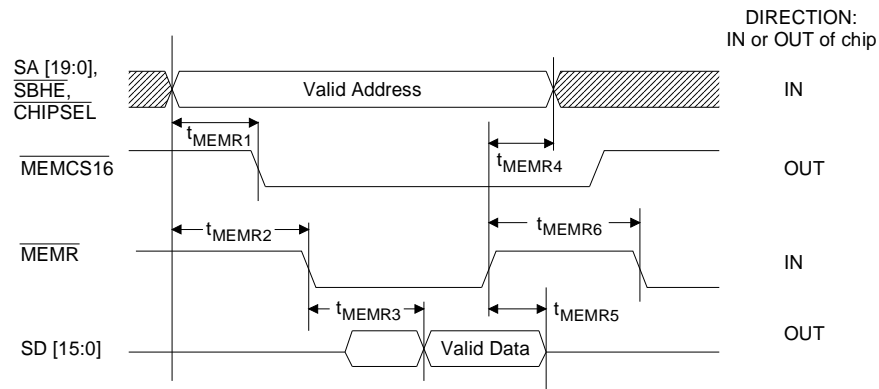 DIRECTION:
IN or OUT of chip
SA [19:0],
SBHE,
CHIPSEL
Valid Address
IN
tMEMR1
tMEMR4
MEMCS16
OUT
tMEMR2
tMEMR6
MEMR
IN
tMEMR3
tMEMR5
OUT
SD [15:0]
Valid Data